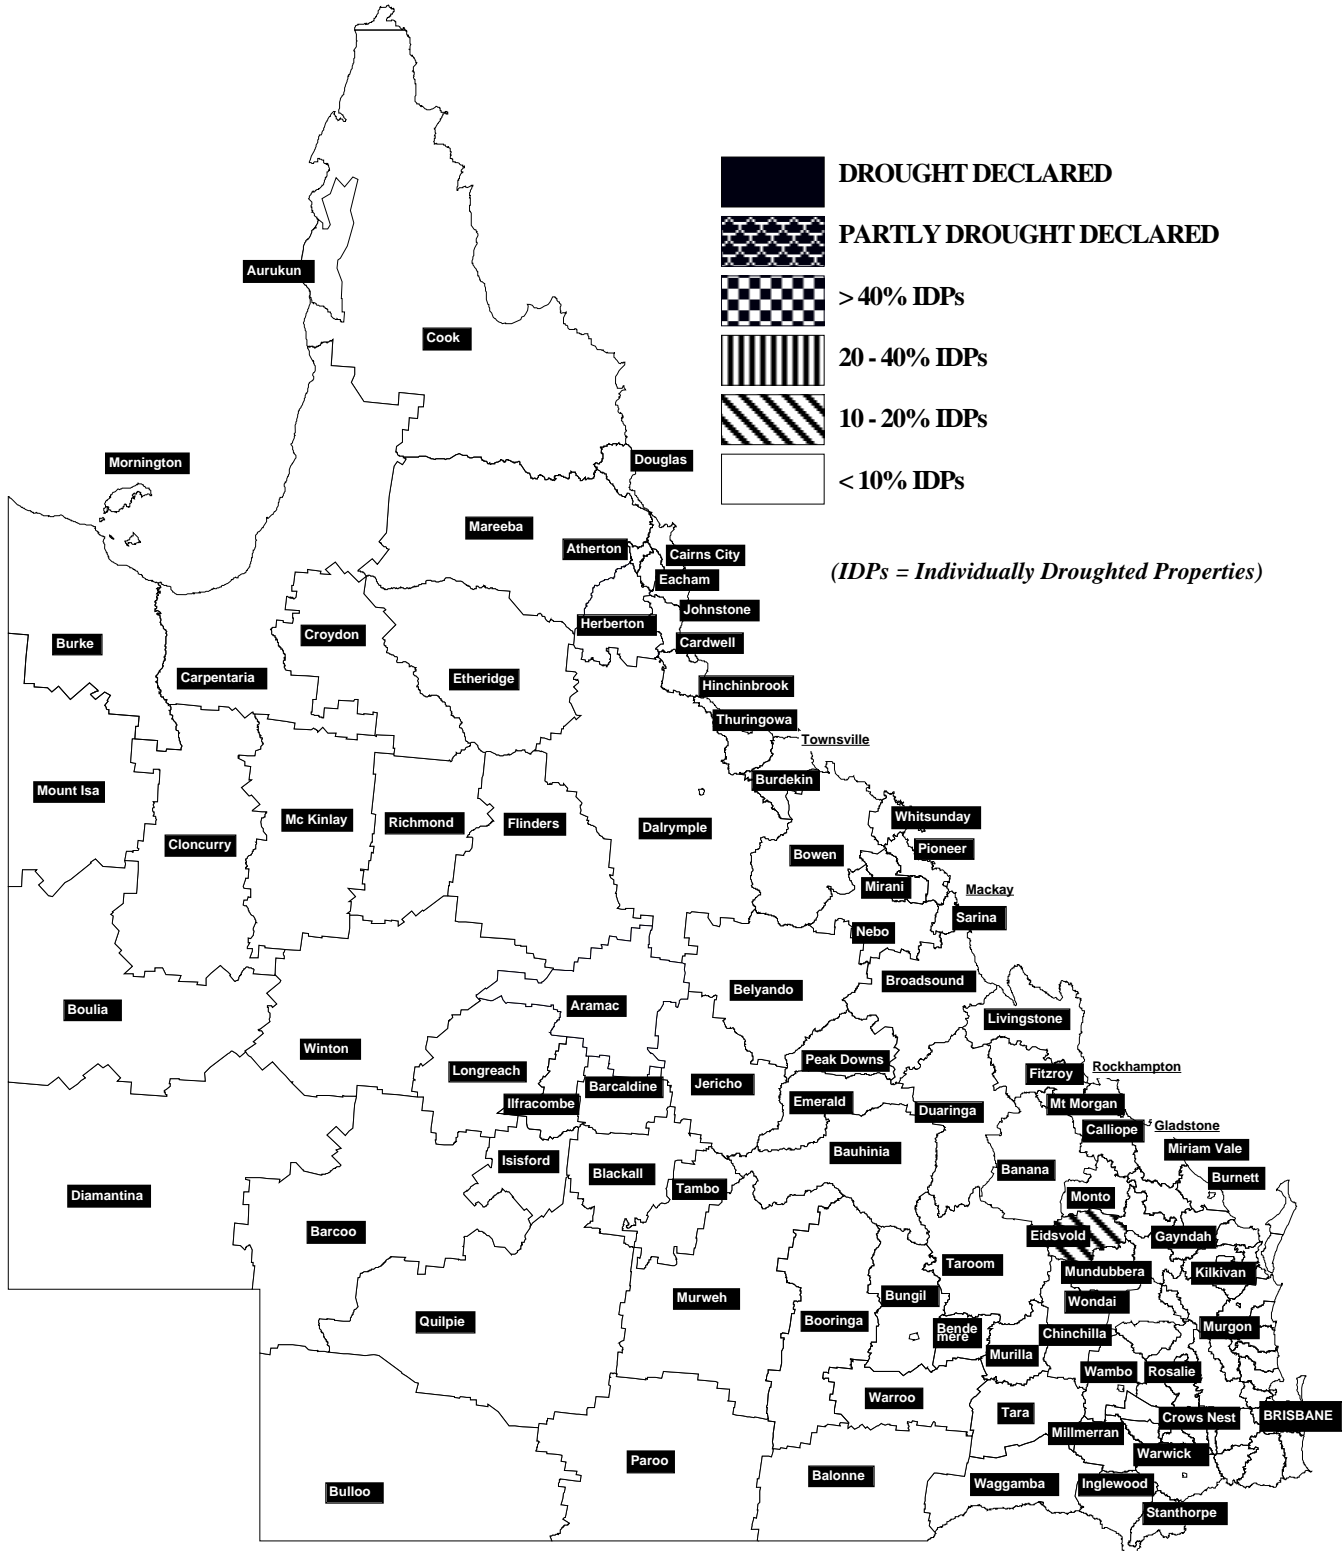 DROUGHT DECLARED
PARTLY DROUGHT DECLARED
> 40% IDPs
20 - 40% IDPs
10 - 20% IDPs
< 10% IDPs
(IDPs = Individually Droughted Properties)
Aurukun
Cook
Mornington
Douglas
Mareeba
Atherton
Cairns City
Eacham
Johnstone
Herberton
Cardwell
Burke
Croydon
Carpentaria
Etheridge
Hinchinbrook
Thuringowa
Townsville
Burdekin
Mount Isa
Cloncurry
Mc Kinlay
Richmond
Flinders
Dalrymple
Whitsunday
Bowen
Pioneer
Mirani
Mackay
Sarina
Nebo
Broadsound
Belyando
Boulia
Aramac
Livingstone
Winton
Longreach
Peak Downs
Fitzroy
Rockhampton
Barcaldine
Jericho
Ilfracombe
Emerald
Duaringa
Mt Morgan
Calliope
Gladstone
Miriam Vale
Isisford
Bauhinia
Blackall
Banana
Burnett
Diamantina
Tambo
Monto
Barcoo
Eidsvold
Gayndah
Taroom
Mundubbera
Kilkivan
Murweh
Bungil
Wondai
Quilpie
Booringa
Bende
mere
Chinchilla
Murgon
Murilla
Wambo
Rosalie
Warroo
Tara
Crows Nest
BRISBANE
Millmerran
Warwick
Paroo
Balonne
Waggamba
Inglewood
Bulloo
Stanthorpe